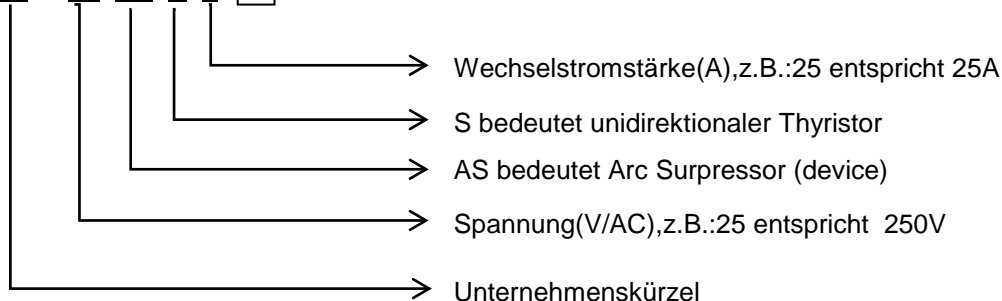 Wechselstromstärke(A),z.B.:25 entspricht 25A
S bedeutet unidirektionaler Thyristor
AS bedeutet Arc Surpressor (device)
Spannung(V/AC),z.B.:25 entspricht 250V
Unternehmenskürzel